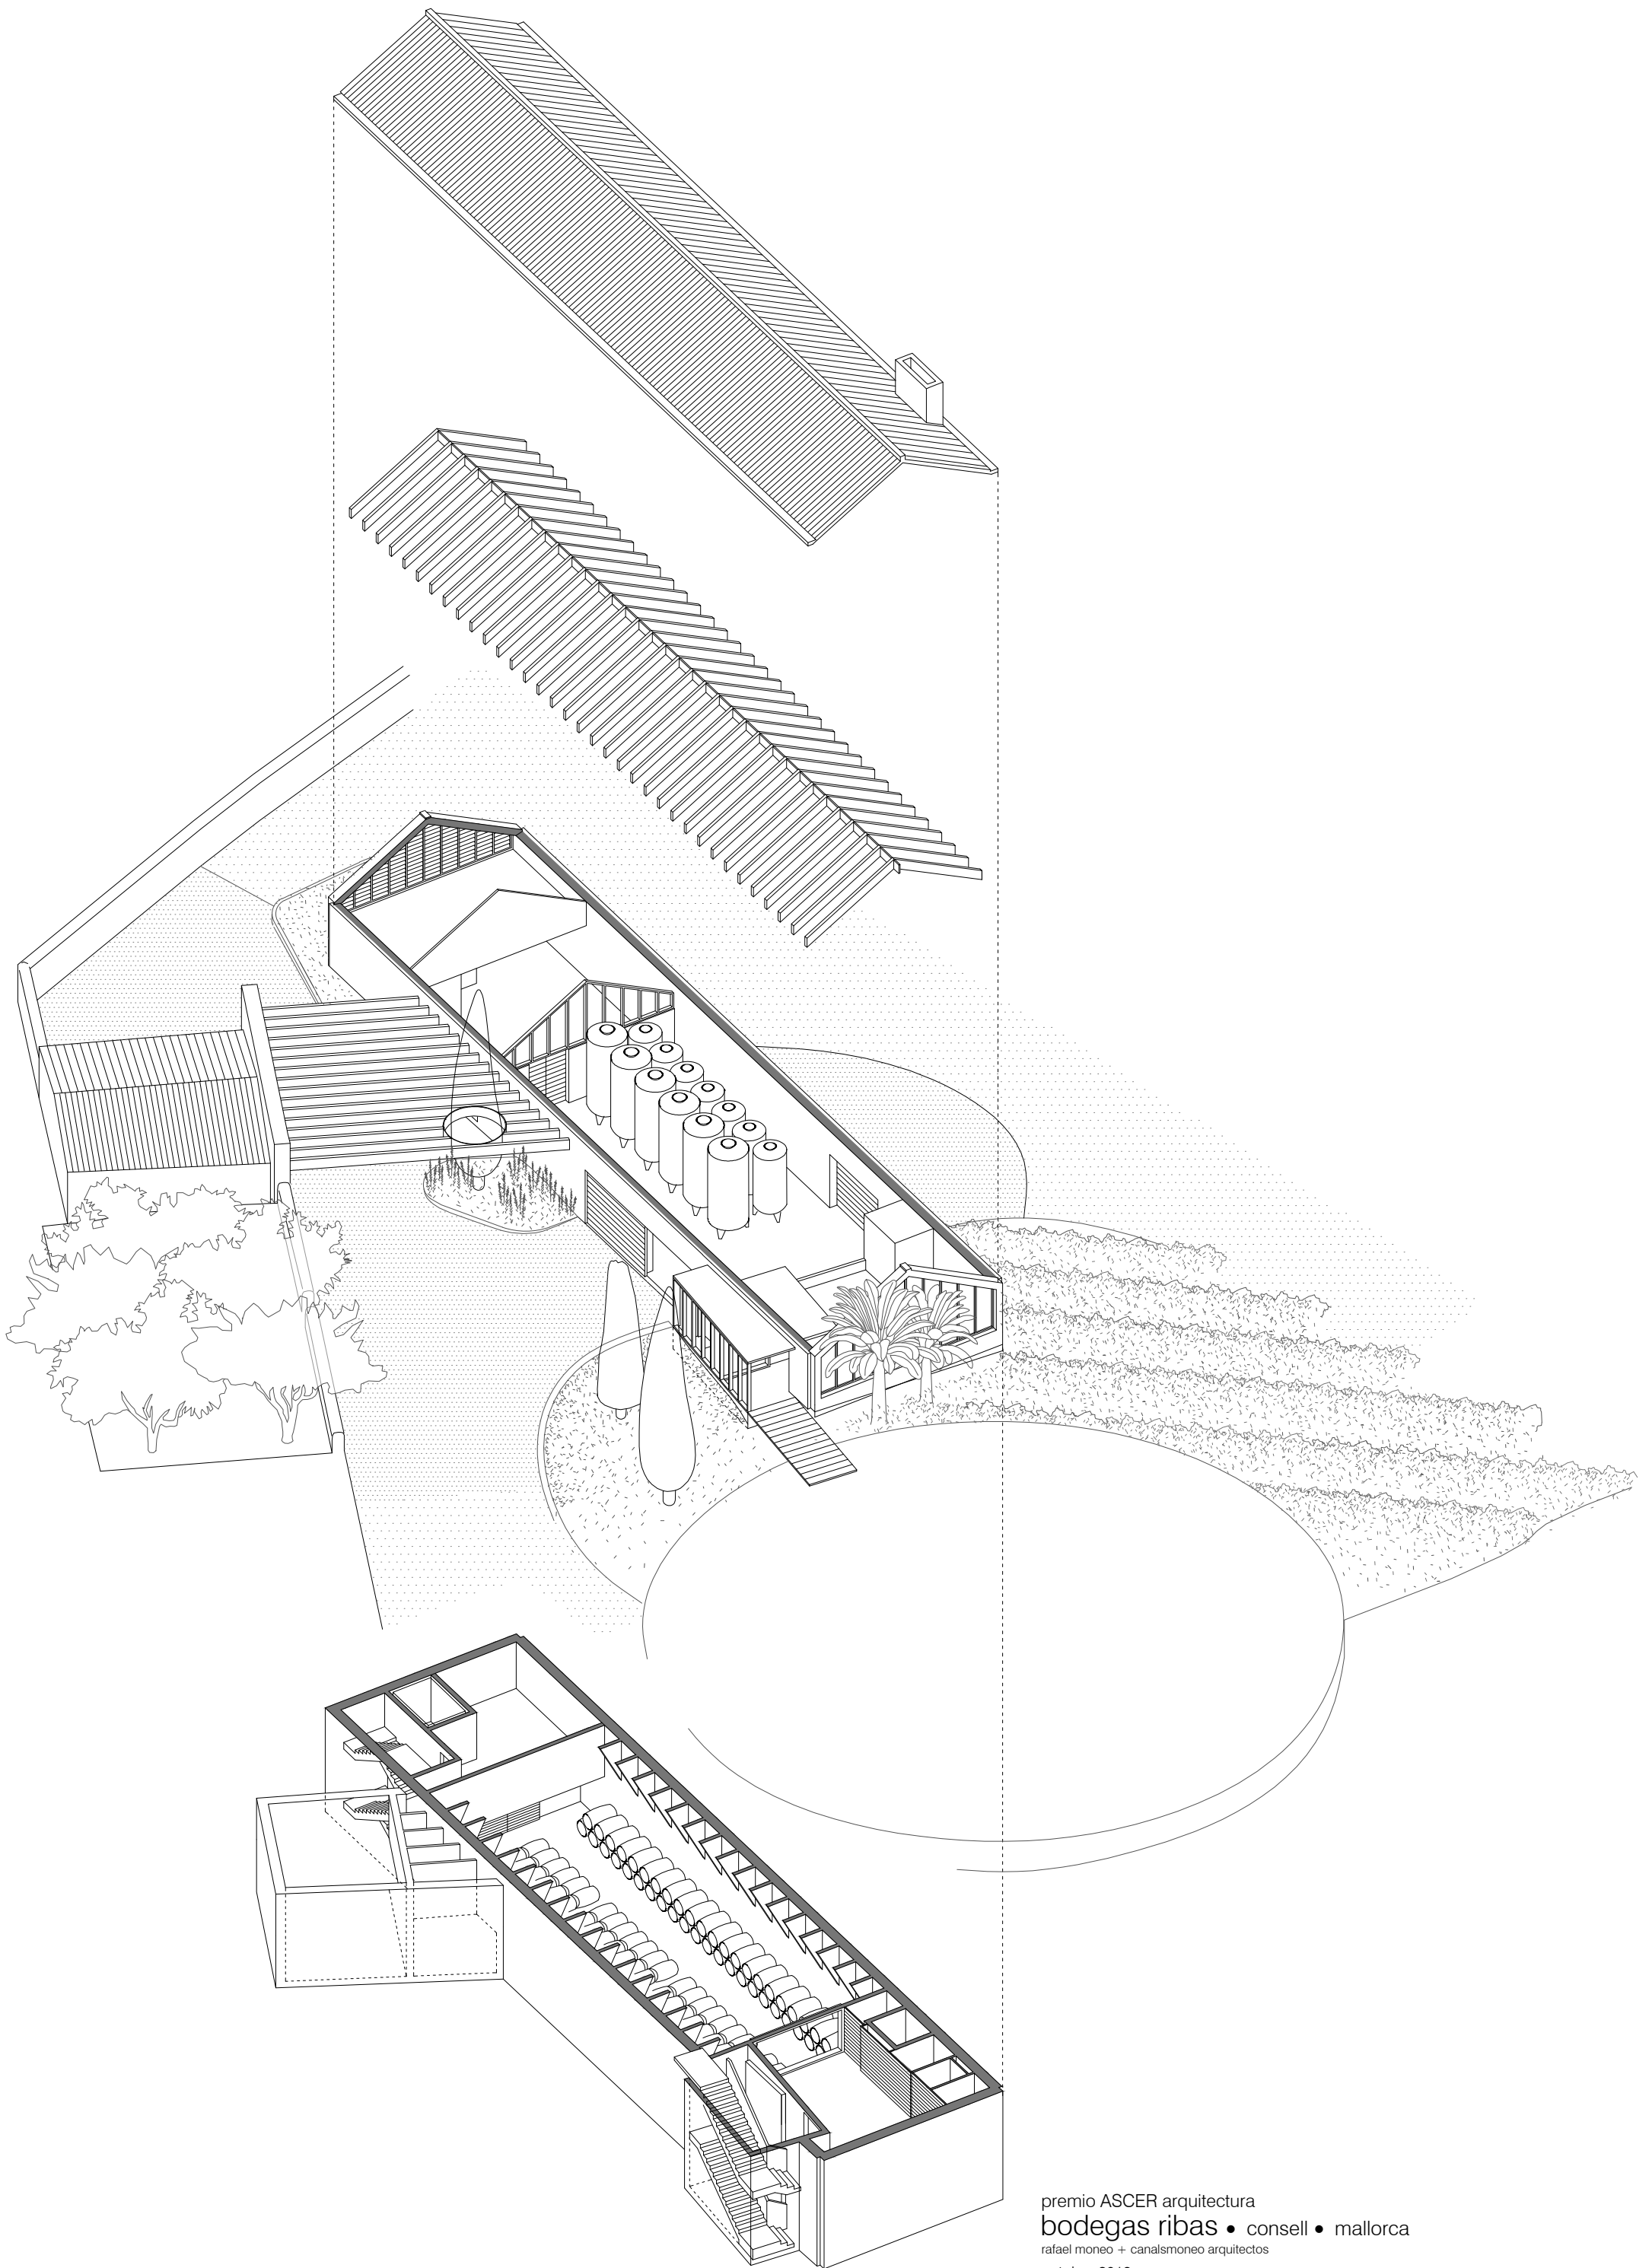 premio ASCER arquitectura
bodegas ribas • consell • mallorca
rafael moneo + canalsmoneo arquitectos